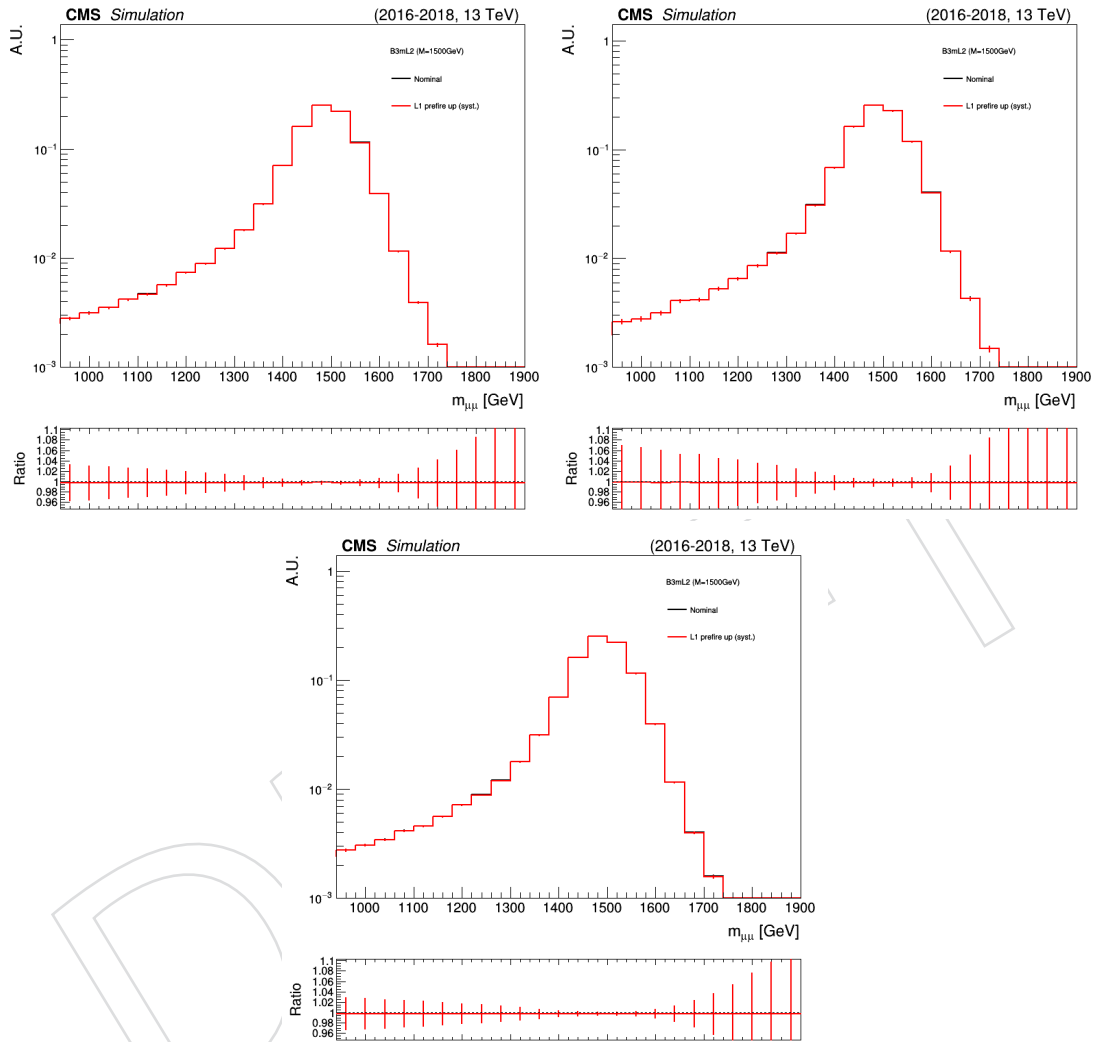 CMS Simulation (2016-2018, 13 TeV)
A.U.
B3mL2 (M=1500GeV)
Nominal
L1 prefire up (syst.)
1
10⁻¹
10⁻²
10⁻³
1000 1100 1200 1300 1400 1500 1600 1700 1800 1900
m_μμ [GeV]
Ratio
1.1
1.08
1.06
1.04
1.02
1
0.98
0.96
CMS Simulation (2016-2018, 13 TeV)
A.U.
B3mL2 (M=1500GeV)
Nominal
L1 prefire up (syst.)
1
10⁻¹
10⁻²
10⁻³
1000 1100 1200 1300 1400 1500 1600 1700 1800 1900
m_μμ [GeV]
Ratio
1.1
1.08
1.06
1.04
1.02
1
0.98
0.96
CMS Simulation (2016-2018, 13 TeV)
A.U.
B3mL2 (M=1500GeV)
Nominal
L1 prefire up (syst.)
1
10⁻¹
10⁻²
10⁻³
1000 1100 1200 1300 1400 1500 1600 1700 1800 1900
m_μμ [GeV]
Ratio
1.1
1.08
1.06
1.04
1.02
1
0.98
0.96